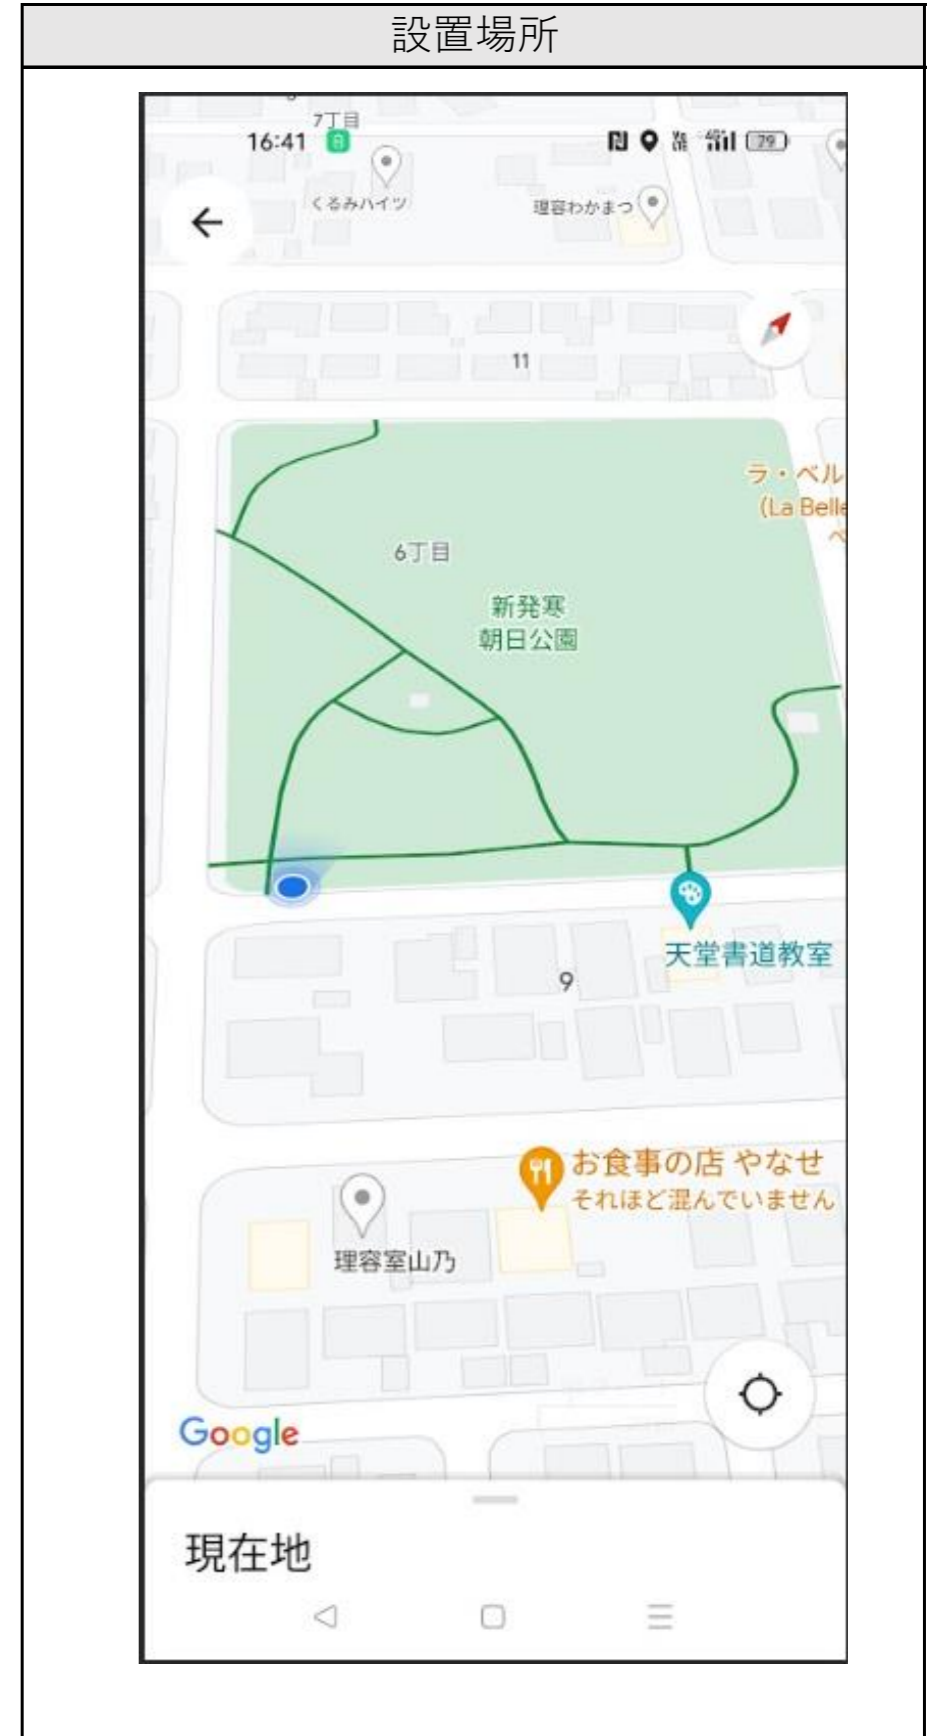 設置場所
7丁目
16:41
79
くるみハイツ
理容わかまつ
11
ラ・ベル
(La Belle
6丁目
新発寒
朝日公園
天堂書道教室
9
お食事の店 やなせ
それほど混んでいません
理容室山乃
Google
現在地